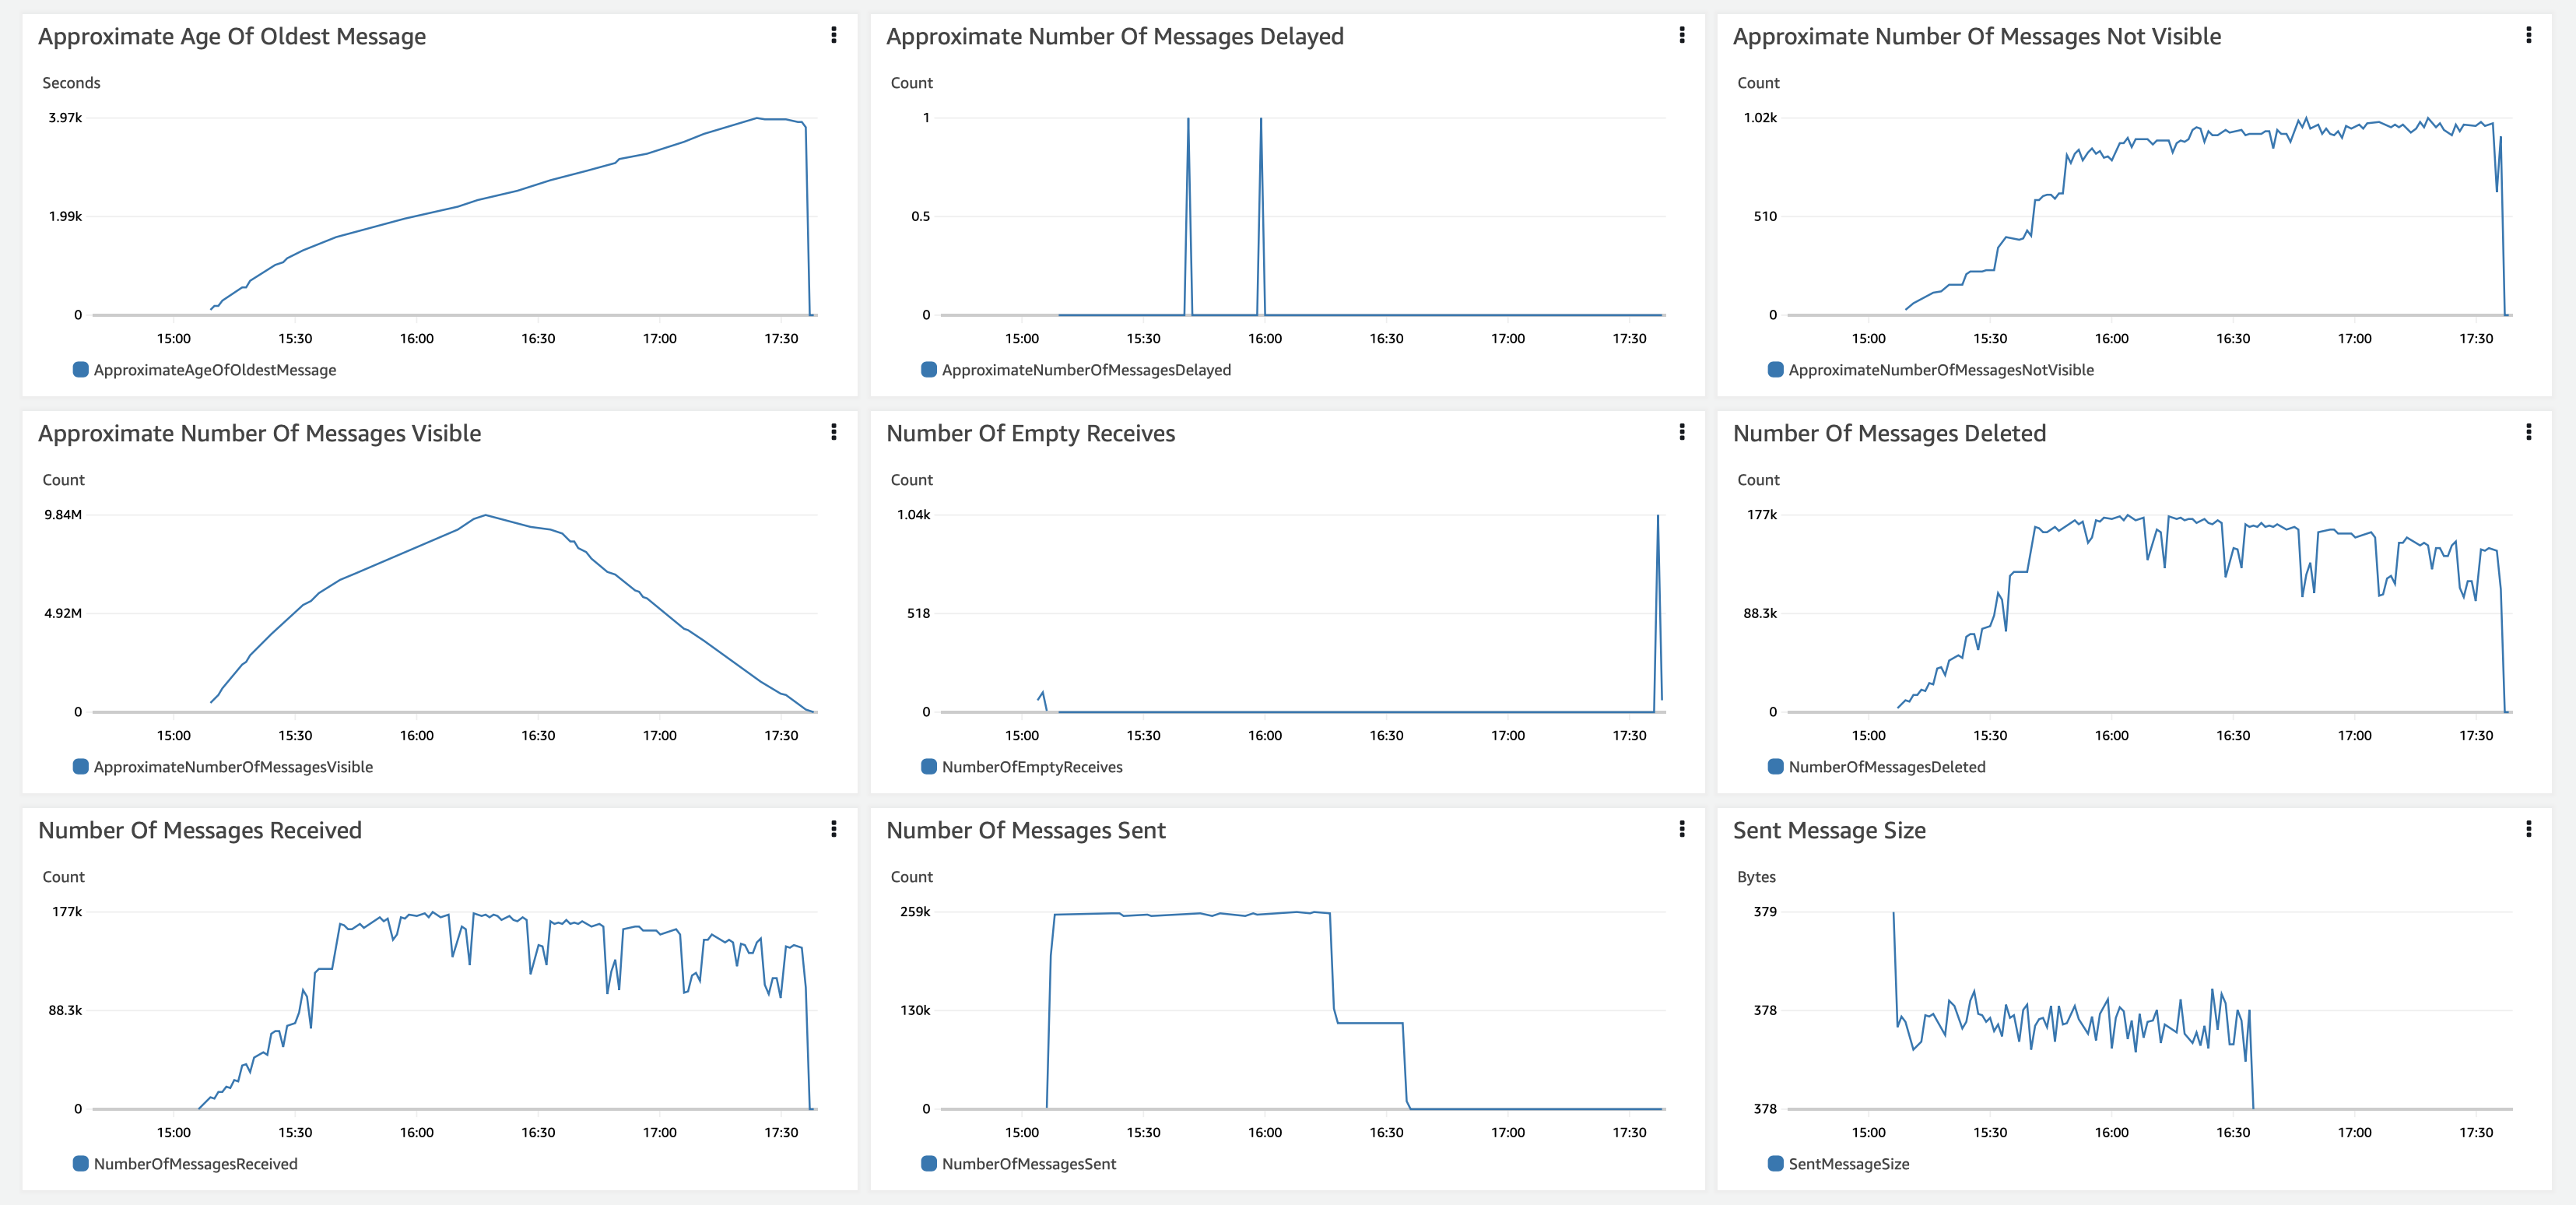 Approximate Age Of Oldest Message
Seconds
3.97k
1.99k
0
15:00 15:30 16:00 16:30 17:00 17:30
ApproximateAgeOfOldestMessage
Approximate Number Of Messages Delayed
Count
1
0.5
0
15:00 15:30 16:00 16:30 17:00 17:30
ApproximateNumberOfMessagesDelayed
Approximate Number Of Messages Not Visible
Count
1.02k
510
0
15:00 15:30 16:00 16:30 17:00 17:30
ApproximateNumberOfMessagesNotVisible
Approximate Number Of Messages Visible
Count
9.84M
4.92M
0
15:00 15:30 16:00 16:30 17:00 17:30
ApproximateNumberOfMessagesVisible
Number Of Empty Receives
Count
1.04k
518
0
15:00 15:30 16:00 16:30 17:00 17:30
NumberOfEmptyReceives
Number Of Messages Deleted
Count
177k
88.3k
0
15:00 15:30 16:00 16:30 17:00 17:30
NumberOfMessagesDeleted
Number Of Messages Received
Count
177k
88.3k
0
15:00 15:30 16:00 16:30 17:00 17:30
NumberOfMessagesReceived
Number Of Messages Sent
Count
259k
130k
0
15:00 15:30 16:00 16:30 17:00 17:30
NumberOfMessagesSent
Sent Message Size
Bytes
379
378
378
15:00 15:30 16:00 16:30 17:00 17:30
SentMessageSize